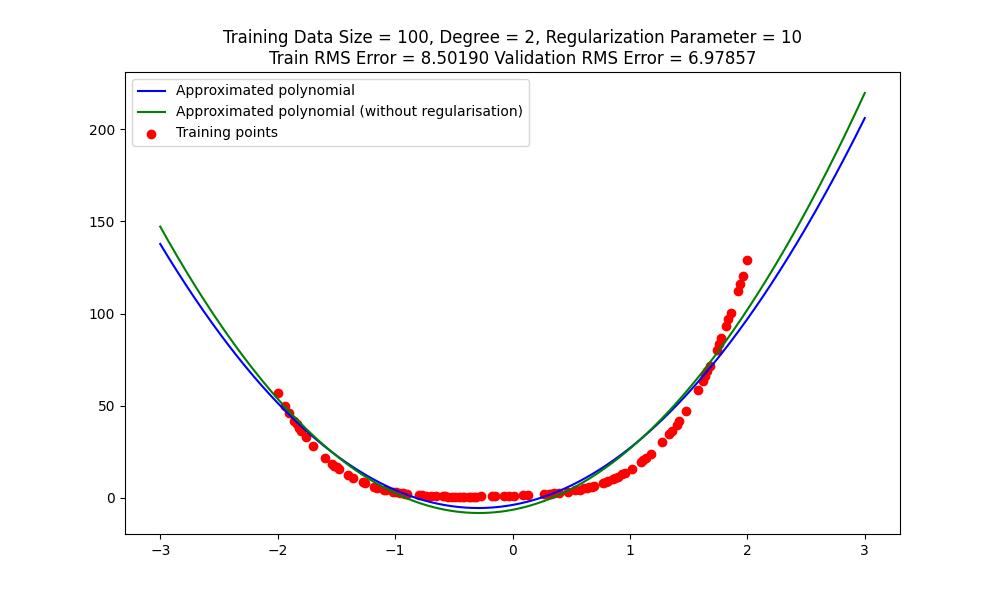 Training Data Size = 100, Degree = 2, Regularization Parameter = 10
Train RMS Error = 8.50190 Validation RMS Error = 6.97857
Approximated polynomial
Approximated polynomial (without regularisation)
Training points
200
150
100
50
0
−3 −2 −1 0 1 2 3